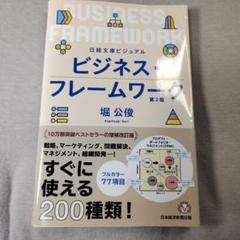 BUSINESS
FRAMEWORK
日経文庫ビジュアル
ビジネス・
フレームワーク
第2版
堀 公俊
Kimitoshi Hori
10万部突破ベストセラーの増補改訂版
戦略、マーケティング、問題解決、
マネジメント、組織開発…!
すぐに
使える
200種類!
フルカラー
77項目
日本経済新聞出版